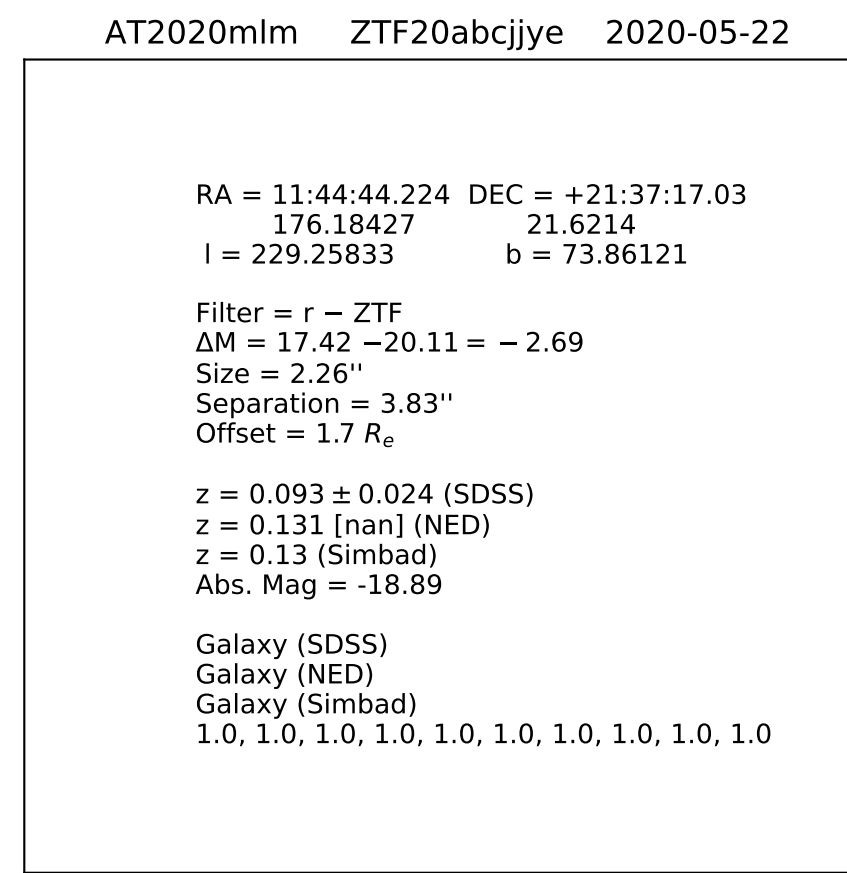 AT2020mlm ZTF20abcjjye 2020-05-22
RA = 11:44:44.224 DEC = +21:37:17.03
176.18427 21.6214
l = 229.25833 b = 73.86121
Filter = r − ZTF
ΔM = 17.42 −20.11 = − 2.69
Size = 2.26''
Separation = 3.83''
Offset = 1.7 Re
z = 0.093 ± 0.024 (SDSS)
z = 0.131 [nan] (NED)
z = 0.13 (Simbad)
Abs. Mag = -18.89
Galaxy (SDSS)
Galaxy (NED)
Galaxy (Simbad)
1.0, 1.0, 1.0, 1.0, 1.0, 1.0, 1.0, 1.0, 1.0, 1.0